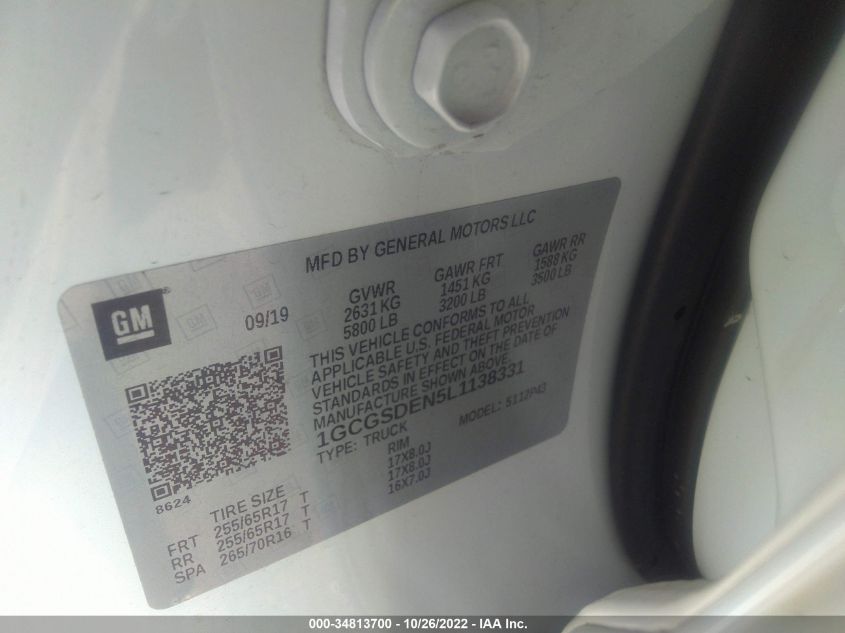 MFD BY GENERAL MOTORS LLC
GM
09/19
GVWR GAWR FRT GAWR RR
2631 KG 1451 KG 1588 KG
5800 LB 3200 LB 3500 LB
THIS VEHICLE CONFORMS TO ALL
APPLICABLE U.S. FEDERAL MOTOR
VEHICLE SAFETY AND THEFT PREVENTION
STANDARDS IN EFFECT ON THE DATE OF
MANUFACTURE SHOWN ABOVE.
1GCGSDEN5L1138331
TYPE: TRUCK MODEL: 5112P43
8624
TIRE SIZE RIM
FRT 255/65R17 T 17X8.0J
RR 255/65R17 T 17X8.0J
SPA 265/70R16 T 16X7.0J
000-34813700 - 10/26/2022 - IAA Inc.